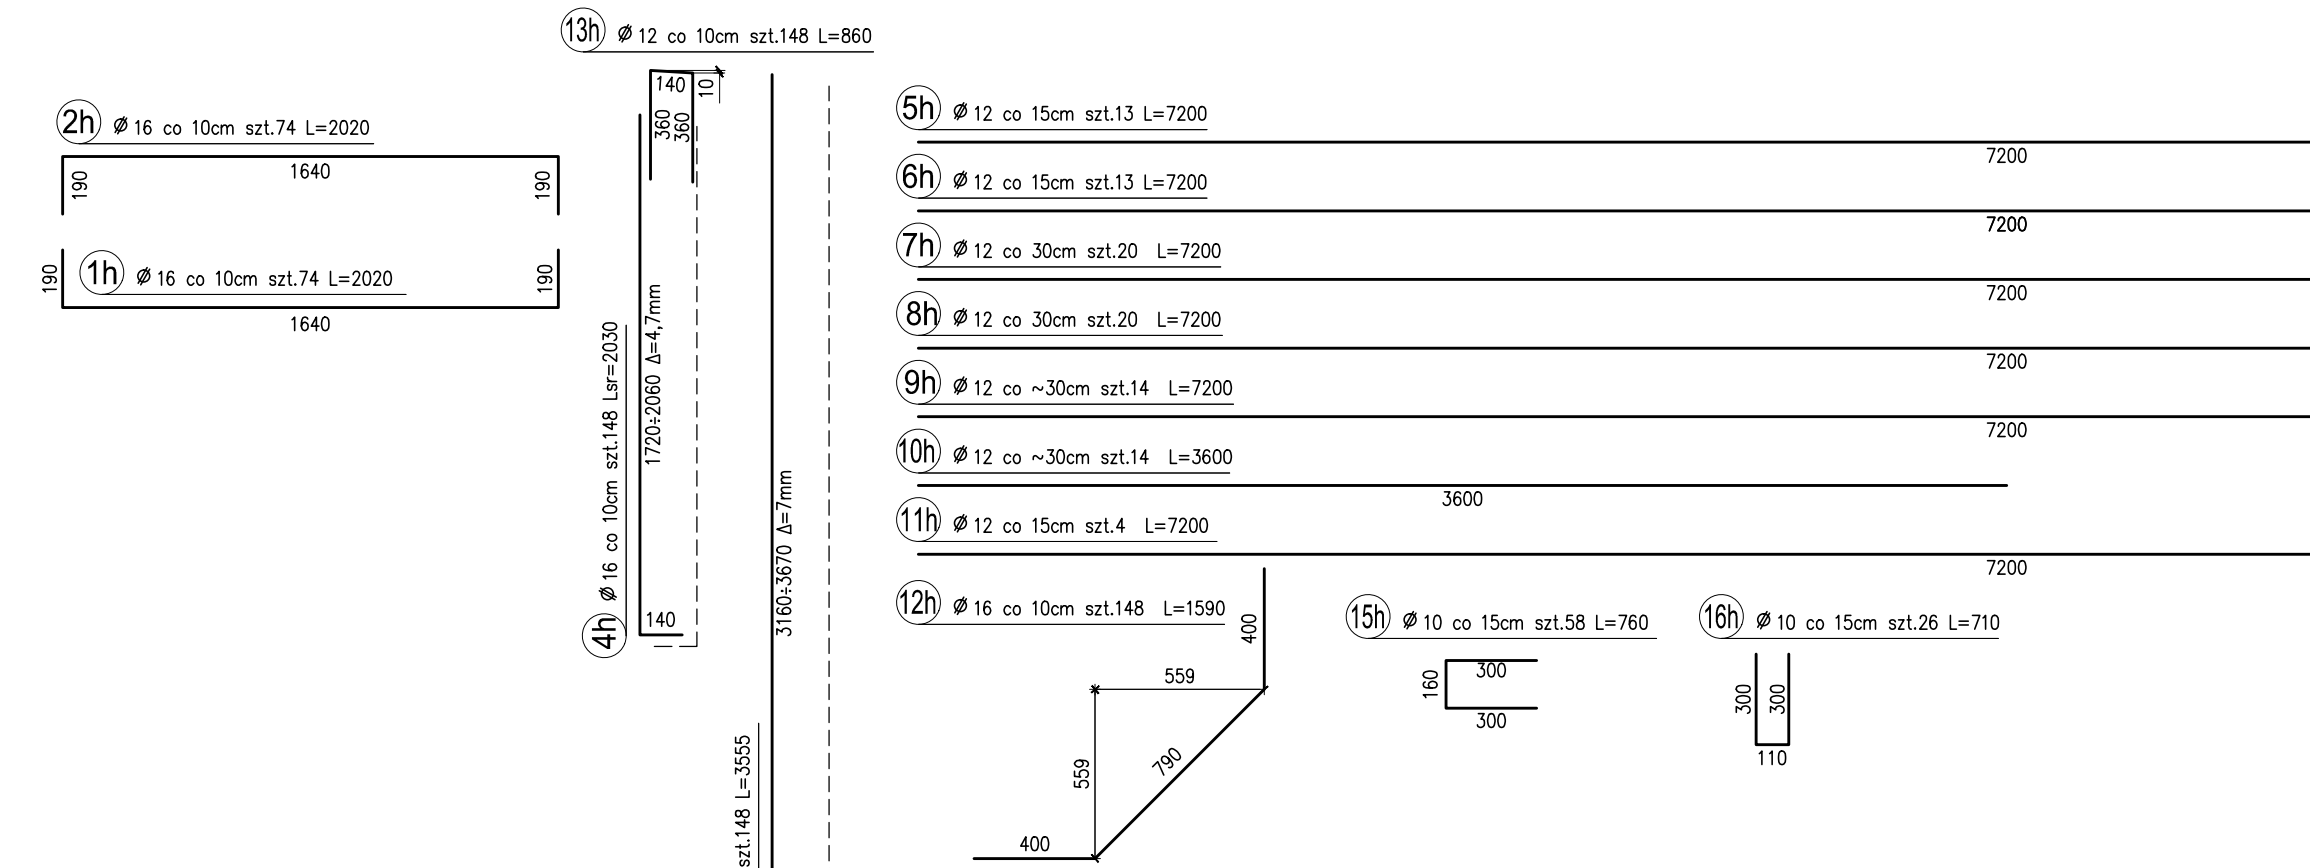 13h ⌀ 12 co 10cm szt.148 L=860
140
10
360
360
2h ⌀ 16 co 10cm szt.74 L=2020
1640
190
190
1h ⌀ 16 co 10cm szt.74 L=2020
190
190
1640
4h ⌀ 16 co 10cm szt.148 Lsr=2030
1720÷2060 Δ=4,7mm
140
3160÷3670 Δ=7mm
szt.148 L=3555
5h ⌀ 12 co 15cm szt.13 L=7200
7200
6h ⌀ 12 co 15cm szt.13 L=7200
7200
7h ⌀ 12 co 30cm szt.20 L=7200
7200
8h ⌀ 12 co 30cm szt.20 L=7200
7200
9h ⌀ 12 co ~30cm szt.14 L=7200
7200
10h ⌀ 12 co ~30cm szt.14 L=3600
3600
11h ⌀ 12 co 15cm szt.4 L=7200
7200
12h ⌀ 16 co 10cm szt.148 L=1590
400
559
559
790
400
15h ⌀ 10 co 15cm szt.58 L=760
300
160
300
16h ⌀ 10 co 15cm szt.26 L=710
300
300
110